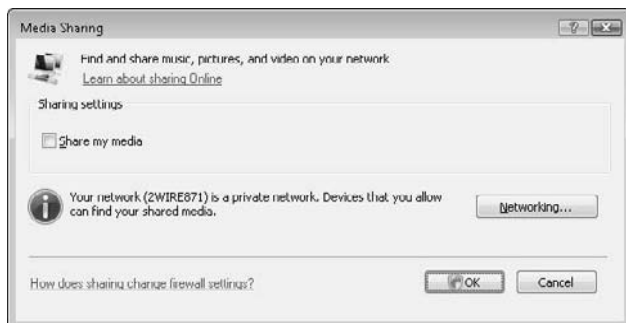 Media Sharing
Find and share music, pictures, and video on your network
Learn about sharing Online
Sharing settings
Share my media
Your network (2WIRE871) is a private network. Devices that you allow
can find your shared media.
Networking...
How does sharing change firewall settings?
OK
Cancel